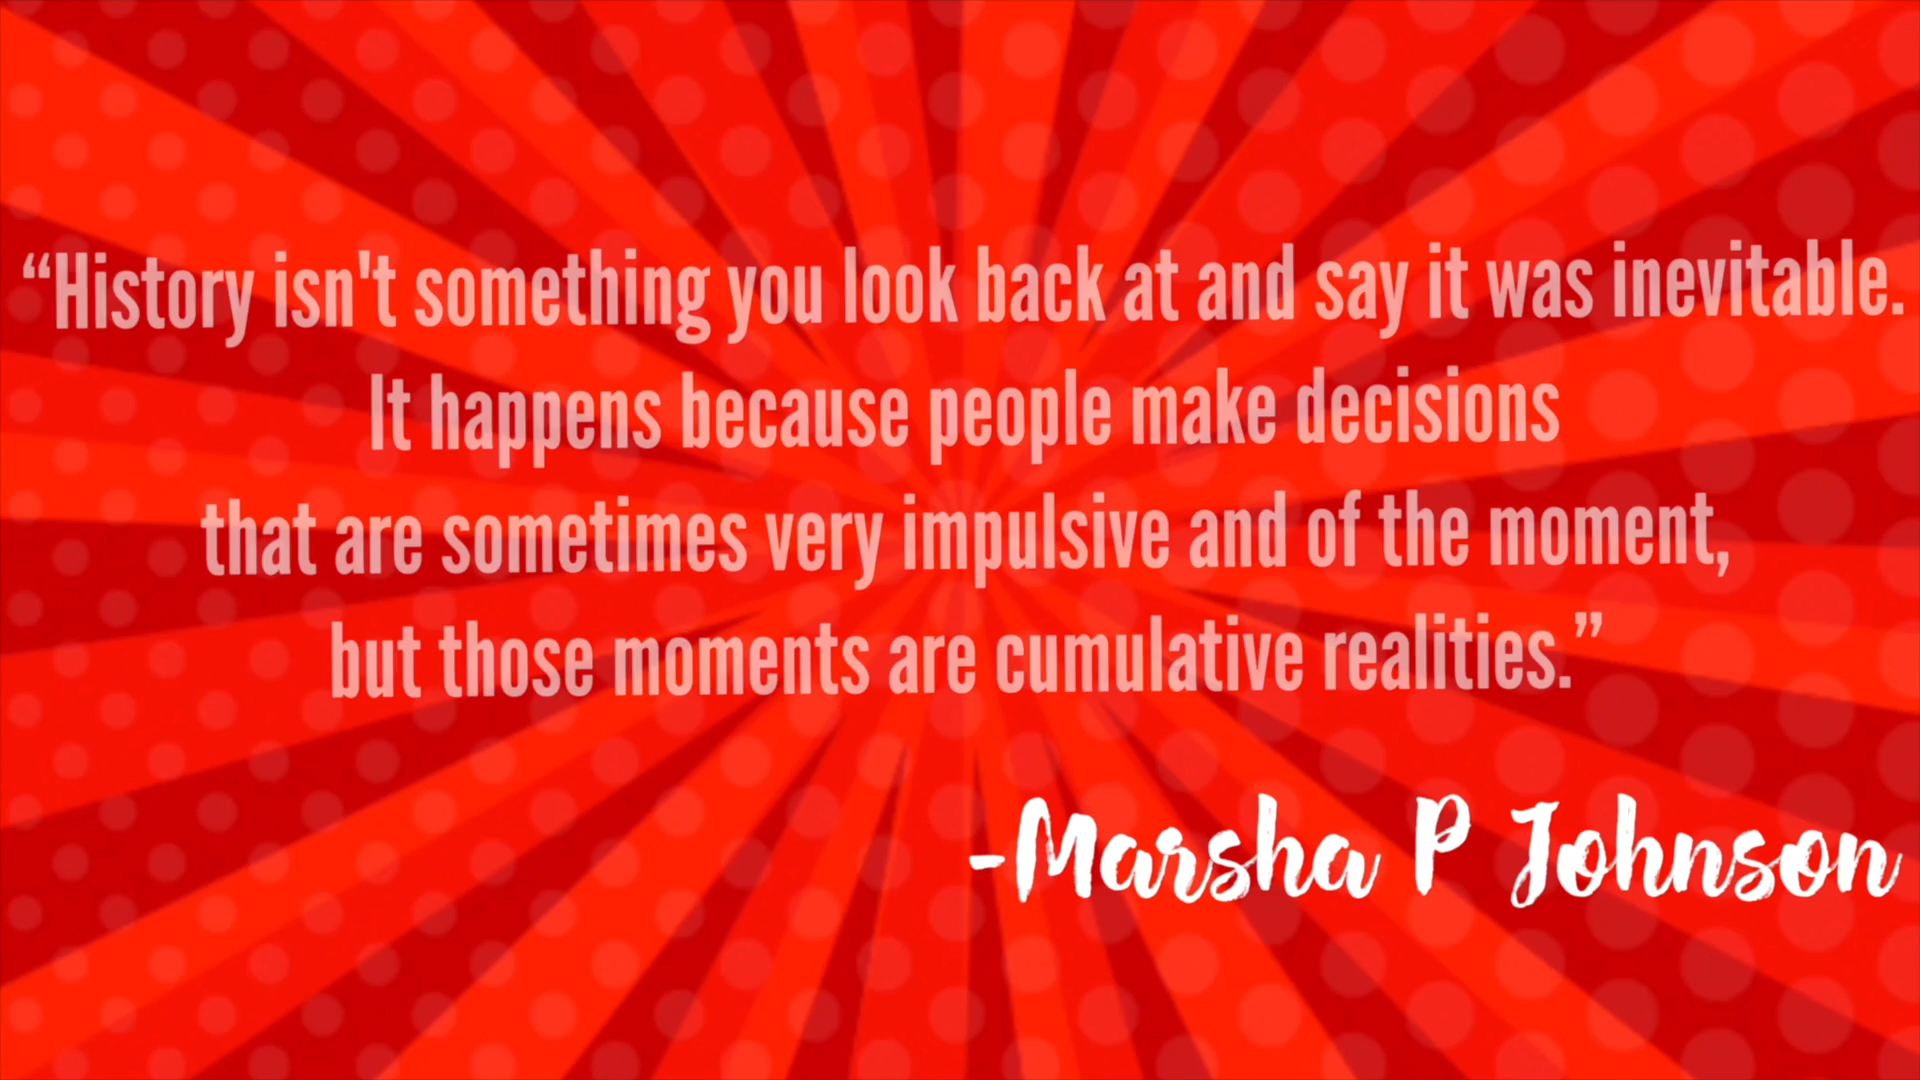 “History isn't something you look back at and say it was inevitable.
It happens because people make decisions
that are sometimes very impulsive and of the moment,
but those moments are cumulative realities.”
-Marsha P Johnson